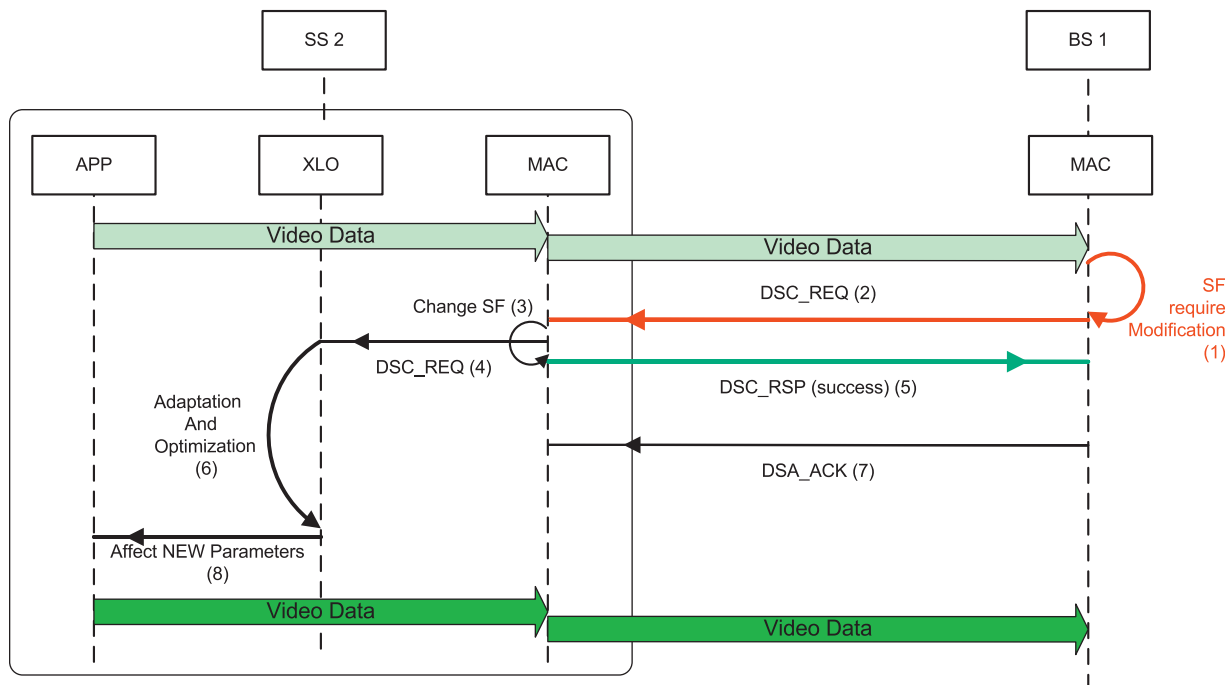 SS 2
BS 1
APP
XLO
MAC
MAC
Video Data
Video Data
SF
require
Modification
(1)
DSC_REQ (2)
Change SF (3)
DSC_REQ (4)
DSC_RSP (success) (5)
Adaptation
And
Optimization
(6)
DSA_ACK (7)
Affect NEW Parameters
(8)
Video Data
Video Data